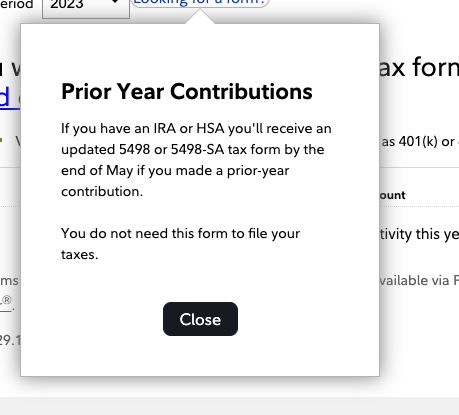 eriod 2023 Looking for a form?
ax form
d
Prior Year Contributions
If you have an IRA or HSA you'll receive an
updated 5498 or 5498-SA tax form by the
as 401(k) or
end of May if you made a prior-year
contribution.
ount
You do not need this form to file your
tivity this ye
taxes.
ms
vailable via
®.
Close
29.1